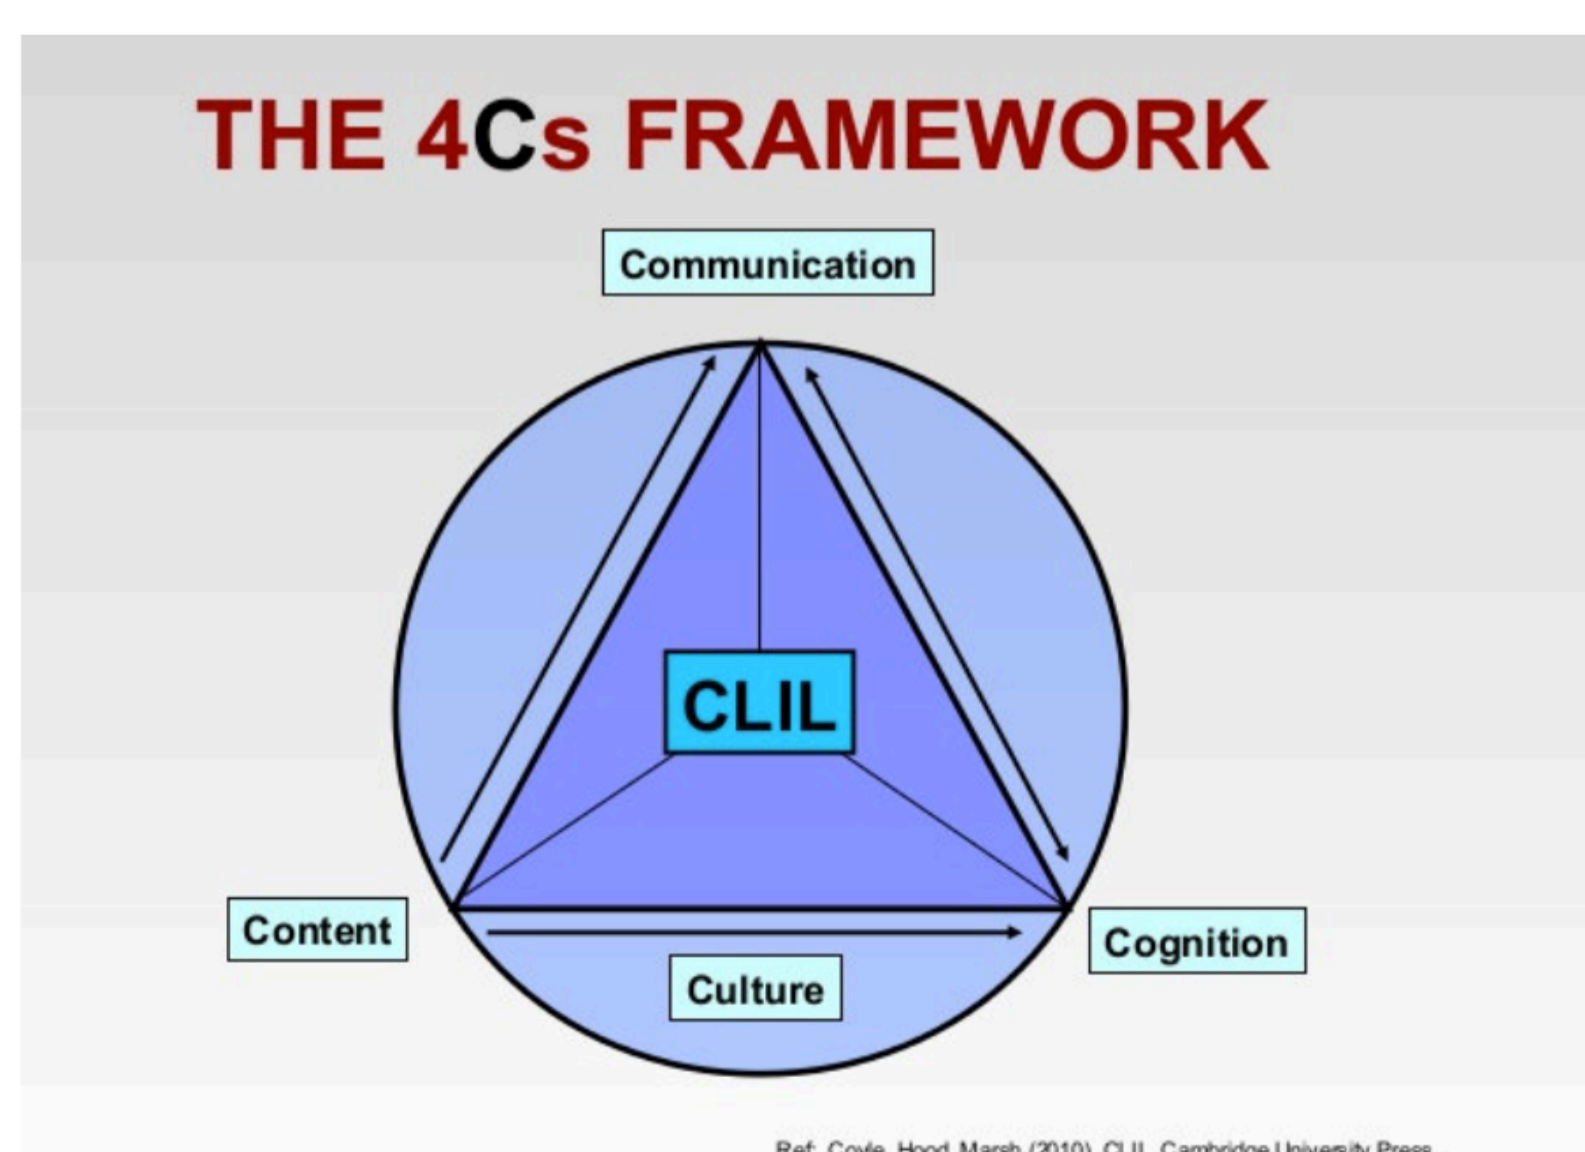 THE 4Cs FRAMEWORK
Communication
CLIL
Content
Cognition
Culture
Ref: Coyle, Hood, Marsh (2010), CLIL, Cambridge University Press